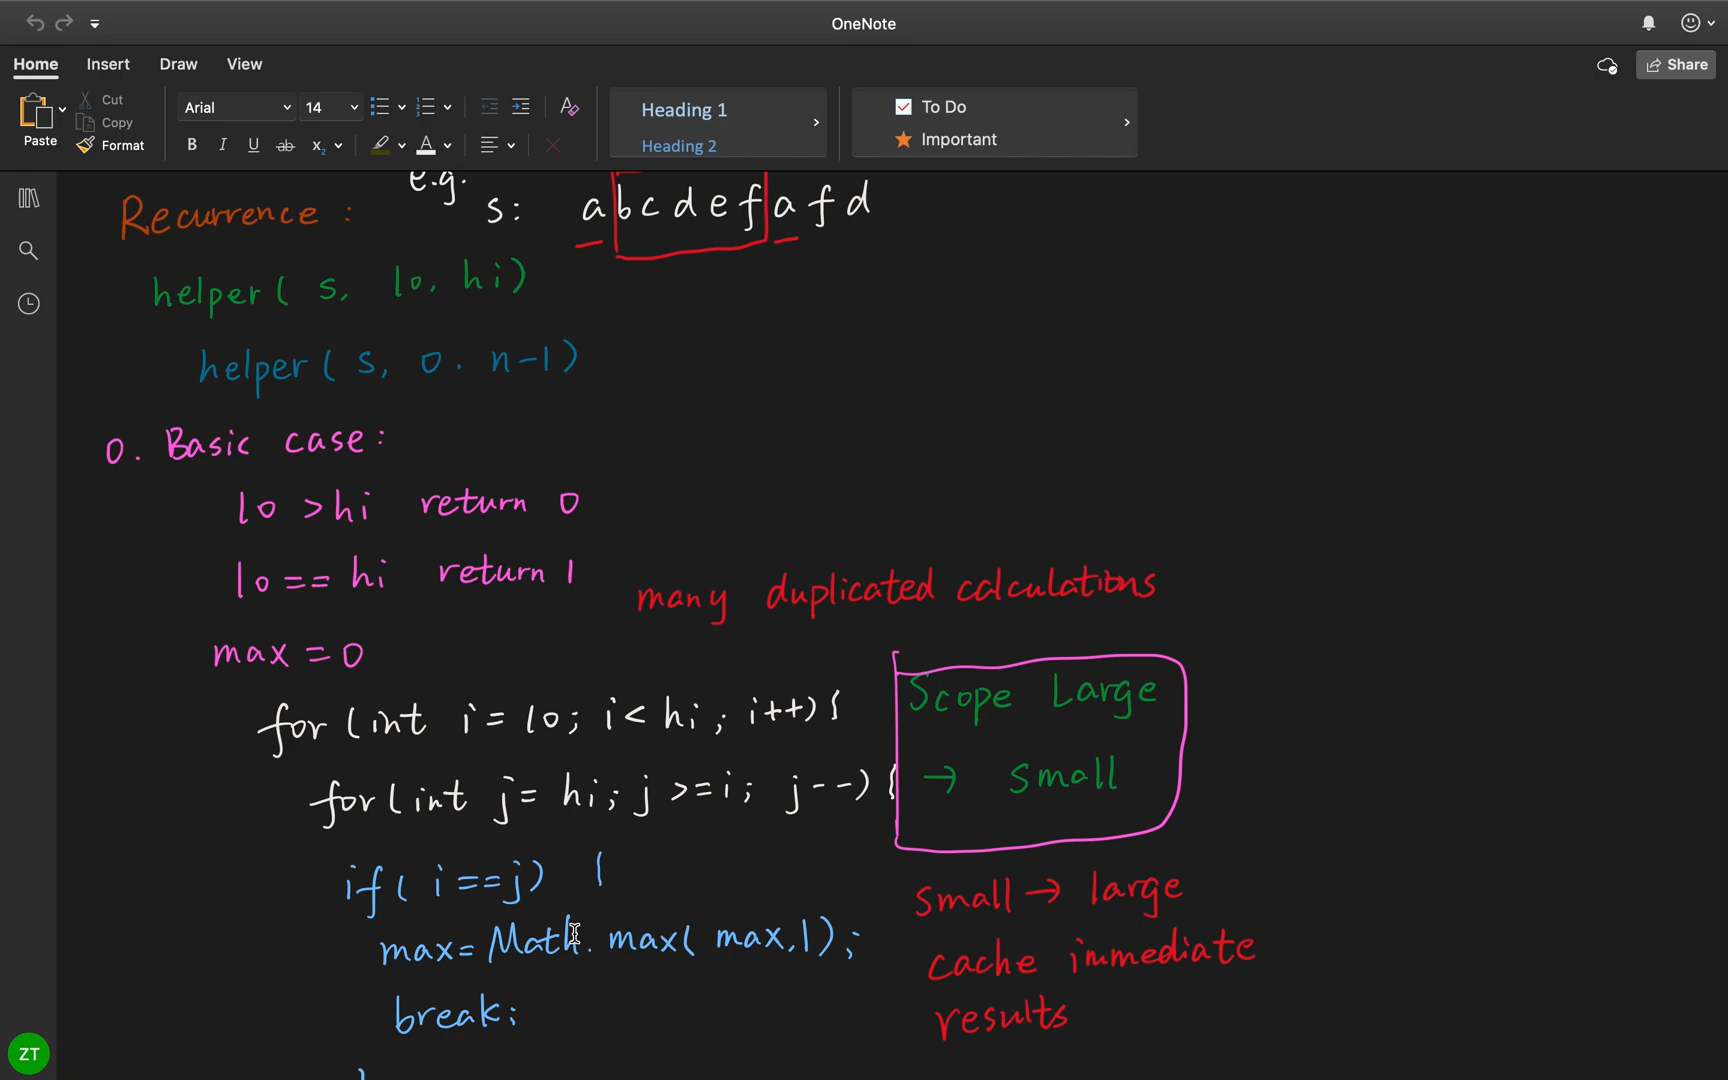 OneNote
Home Insert Draw View
Share
Paste
Cut
Copy
Format
Arial 14
B I U ab x₂ A
Heading 1
Heading 2
To Do
Important
e.g.
Recurrence : s: a b c d e f a f d
helper( s, lo, hi)
helper( s, 0. n-1)
0. Basic case:
lo >hi return 0
lo == hi return 1
many duplicated calculations
max = 0
for (int i = lo; i< hi ; i++) {
for (int j= hi; j >=i; j--) {
Scope Large
→ small
if( i ==j) {
max= Math. max( max,1);
break;
small → large
cache immediate
results
ZT